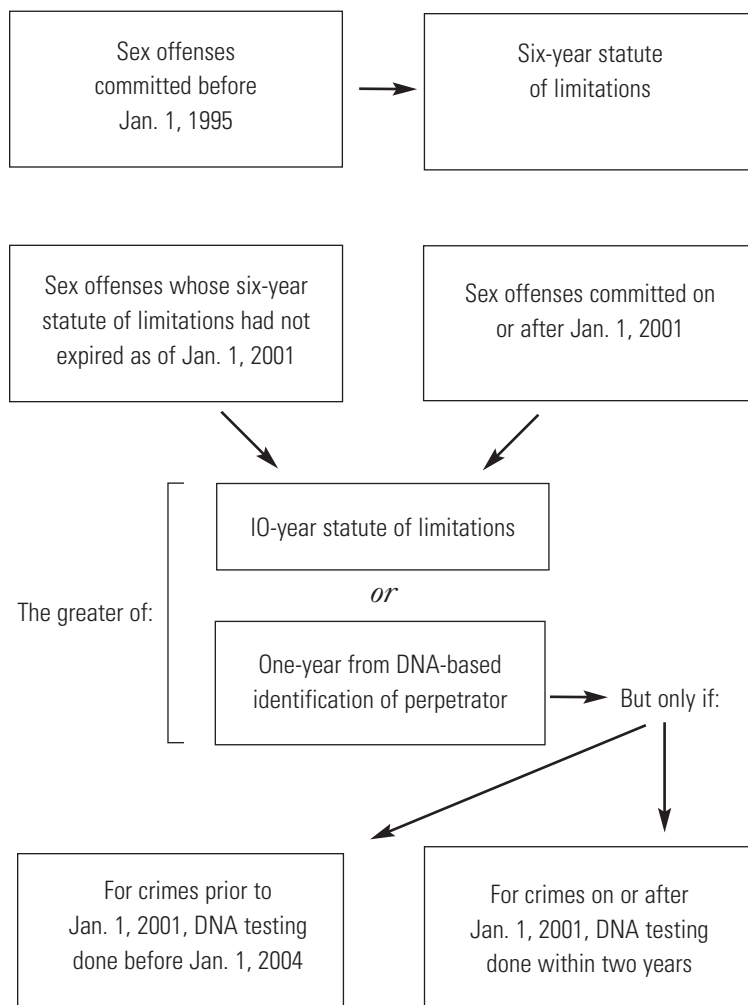 Sex offenses
committed before
Jan. 1, 1995
Six-year statute
of limitations
Sex offenses whose six-year
statute of limitations had not
expired as of Jan. 1, 2001
Sex offenses committed on
or after Jan. 1, 2001
The greater of:
IO-year statute of limitations
or
One-year from DNA-based
identification of perpetrator
But only if:
For crimes prior to
Jan. 1, 2001, DNA testing
done before Jan. 1, 2004
For crimes on or after
Jan. 1, 2001, DNA testing
done within two years